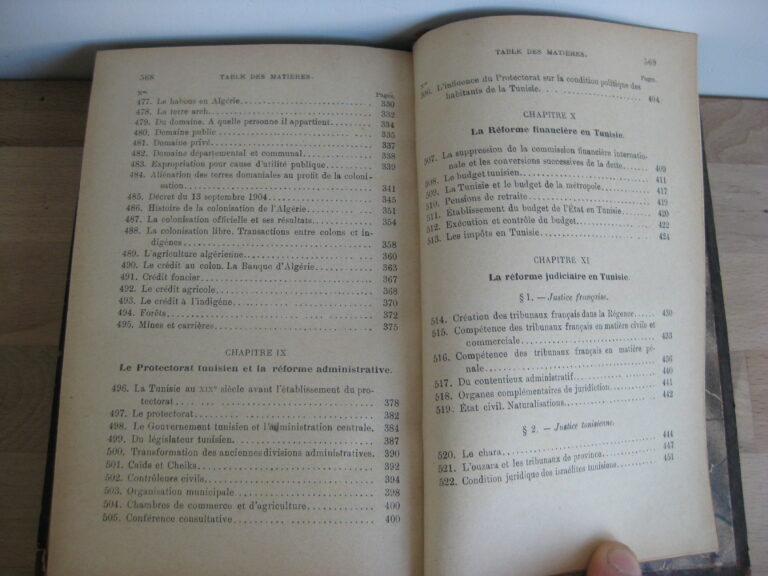 568 TABLE DES MATIÈRES.
Nos Pages.
477. Le habous en Algérie 330
478. La terre arch 332
479. Du domaine. A quelle personne il appartient 334
480. Domaine public 335
481. Domaine privé 337
482. Domaine départemental et communal 338
483. Expropriation pour cause d'utilité publique 339
484. Aliénation des terres domaniales au profit de la coloni-
sation 341
485. Décret du 13 septembre 1904 345
486. Histoire de la colonisation de l'Algérie 351
487. La colonisation officielle et ses résultats 354
488. La colonisation libre. Transactions entre colons et in-
digènes 358
489. L'agriculture algérienne 360
490. Le crédit au colon. La Banque d'Algérie 363
491. Crédit foncier 367
492. Le crédit agricole 368
493. Le crédit à l'indigène 370
494. Forêts 372
495. Mines et carrières 375
CHAPITRE IX
Le Protectorat tunisien et la réforme administrative.
496. La Tunisie au XIXe siècle avant l'établissement du pro-
tectorat 378
497. Le protectorat 382
498. Le Gouvernement tunisien et l'administration centrale. 384
499. Du législateur tunisien 387
500. Transformation des anciennes divisions administratives. 390
501. Caïds et Cheiks 392
502. Contrôleurs civils 394
503. Organisation municipale 398
504. Chambres de commerce et d'agriculture 400
505. Conférence consultative 400
TABLE DES MATIÈRES. 569
Nos Pages.
506. L'influence du Protectorat sur la condition politique des
habitants de la Tunisie 404
CHAPITRE X
La Réforme financière en Tunisie.
507. La suppression de la commission financière internatio-
nale et les conversions successives de la dette 409
508. Le budget tunisien 411
509. La Tunisie et le budget de la métropole 417
510. Pensions de retraite 419
511. Etablissement du budget de l'État en Tunisie 420
512. Exécution et contrôle du budget 422
513. Les impôts en Tunisie 424
CHAPITRE XI
La réforme judiciaire en Tunisie.
§ 1. — Justice française.
514. Création des tribunaux français dans la Régence 430
515. Compétence des tribunaux français en matière civile et
commerciale 433
516. Compétence des tribunaux français en matière pé-
nale 436
517. Du contentieux administratif 440
518. Organes complémentaires de juridiction 441
519. État civil. Naturalisations 442
§ 2. — Justice tunisienne.
520. Le chara 444
521. L'ouzara et les tribunaux de province 447
522. Condition juridique des israélites tunisiens 451